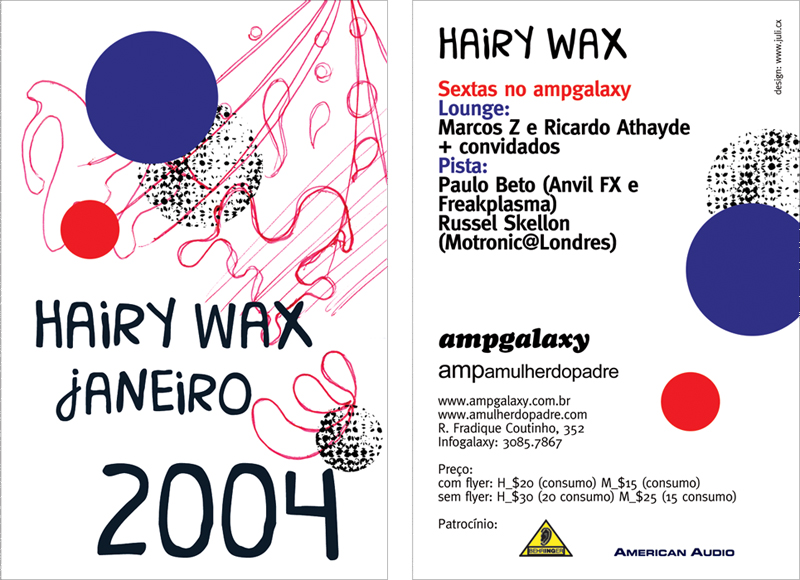 HAiRY WAX
jANEiRO
2004
HAiRY WAX
design: www.juli.cx
Sextas no ampgalaxy
Lounge:
Marcos Z e Ricardo Athayde
+ convidados
Pista:
Paulo Beto (Anvil FX e
Freakplasma)
Russel Skellon
(Motronic@Londres)
ampgalaxy
ampamulherdopadre
www.ampgalaxy.com.br
www.amulherdopadre.com
R. Fradique Coutinho, 352
Infogalaxy: 3085.7867
Preço:
com flyer: H_$20 (consumo) M_$15 (consumo)
sem flyer: H_$30 (20 consumo) M_$25 (15 consumo)
Patrocínio:
BEHRINGER
AMERICAN AUDIO